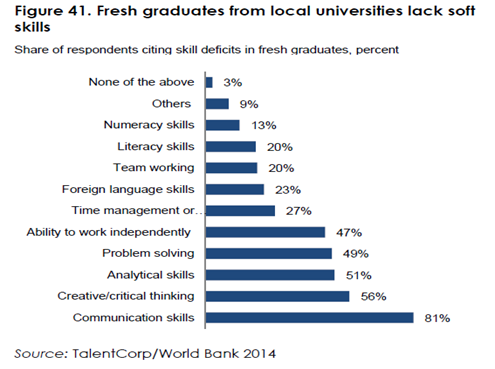 Figure 41. Fresh graduates from local universities lack soft
skills
Share of respondents citing skill deficits in fresh graduates, percent
None of the above 3%
Others 9%
Numeracy skills 13%
Literacy skills 20%
Team working 20%
Foreign language skills 23%
Time management or... 27%
Ability to work independently 47%
Problem solving 49%
Analytical skills 51%
Creative/critical thinking 56%
Communication skills 81%
Source: TalentCorp/World Bank 2014